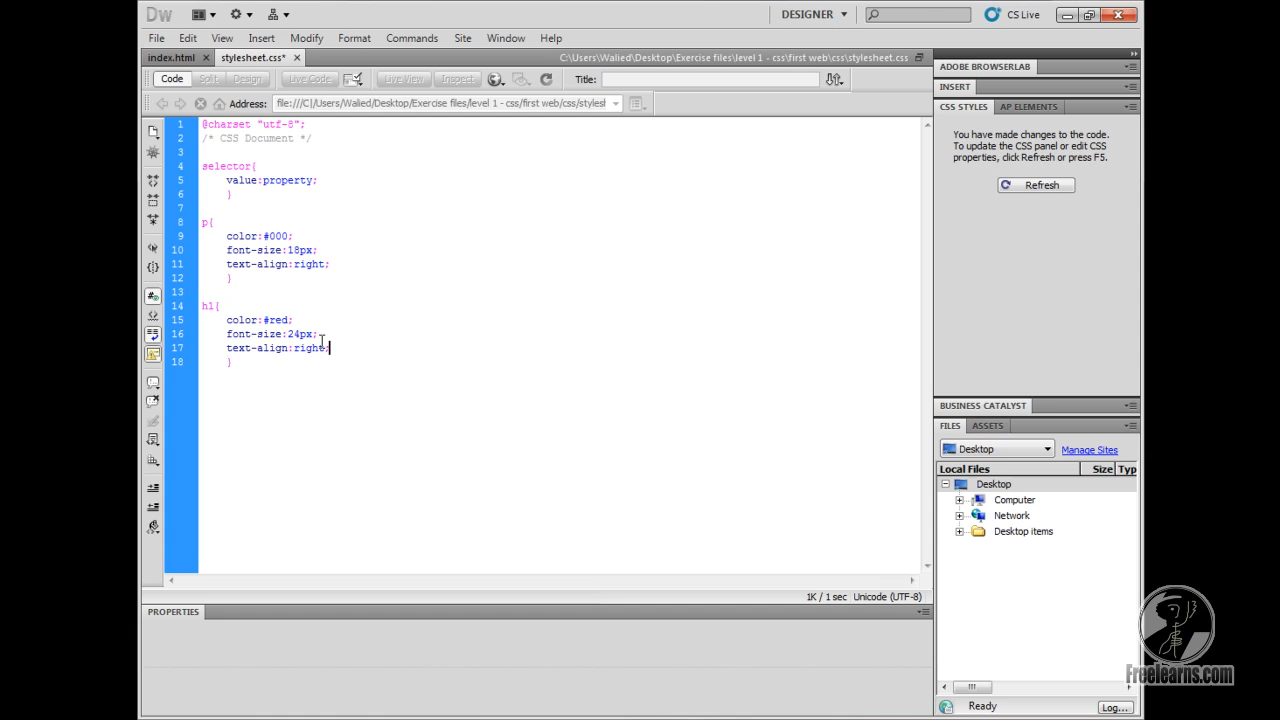 Dw
DESIGNER
CS Live
File Edit View Insert Modify Format Commands Site Window Help
index.html stylesheet.css* C:\Users\Walied\Desktop\Exercise files\level 1 - css\first web\css\stylesheet.css
Code Split Design Live Code Live View Inspect Title:
Address: file:///C|/Users/Walied/Desktop/Exercise files/level 1 - css/first web/css/stylesh
1 @charset "utf-8";
2 /* CSS Document */
3
4 selector{
5 value:property;
6 }
7
8 p{
9 color:#000;
10 font-size:18px;
11 text-align:right;
12 }
13
14 h1{
15 color:#red;
16 font-size:24px;
17 text-align:right;
18 }
1K / 1 sec Unicode (UTF-8)
PROPERTIES
ADOBE BROWSERLAB
INSERT
CSS STYLES AP ELEMENTS
You have made changes to the code.
To update the CSS panel or edit CSS
properties, click Refresh or press F5.
Refresh
BUSINESS CATALYST
FILES ASSETS
Desktop Manage Sites
Local Files Size Typ
Desktop
Computer
Network
Desktop items
Ready Log...
Freelearns.com